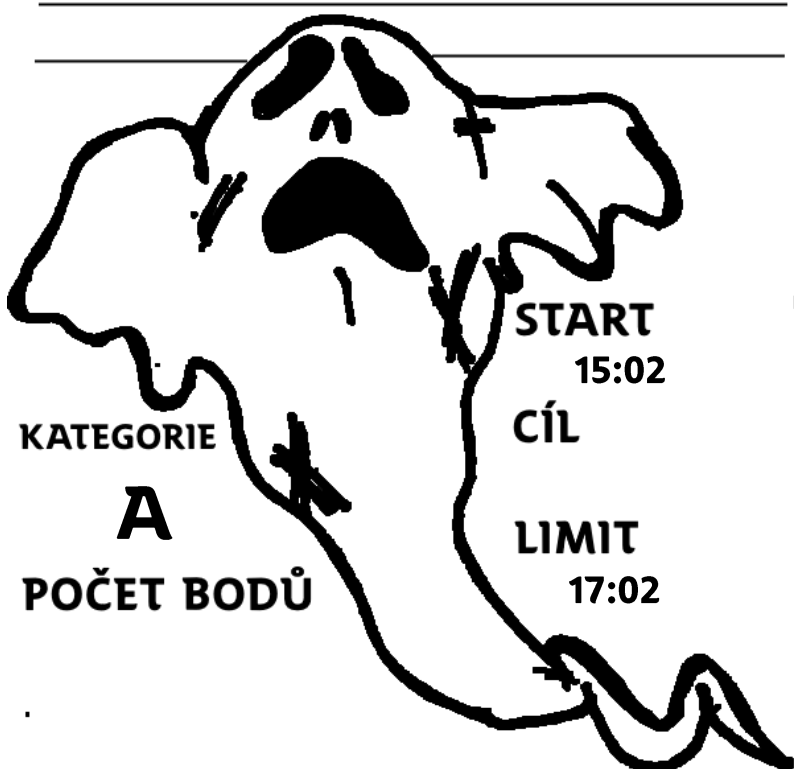 START
15:02
CÍL
KATEGORIE
A
LIMIT
17:02
POČET BODŮ